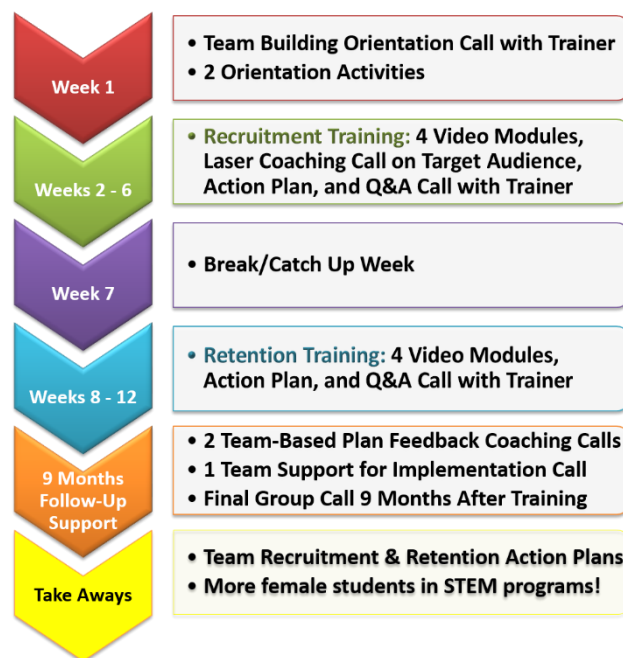 Week 1
• Team Building Orientation Call with Trainer
• 2 Orientation Activities
Weeks 2 - 6
• Recruitment Training: 4 Video Modules,
Laser Coaching Call on Target Audience,
Action Plan, and Q&A Call with Trainer
Week 7
• Break/Catch Up Week
Weeks 8 - 12
• Retention Training: 4 Video Modules,
Action Plan, and Q&A Call with Trainer
9 Months
Follow-Up
Support
• 2 Team-Based Plan Feedback Coaching Calls
• 1 Team Support for Implementation Call
• Final Group Call 9 Months After Training
Take Aways
• Team Recruitment & Retention Action Plans
• More female students in STEM programs!